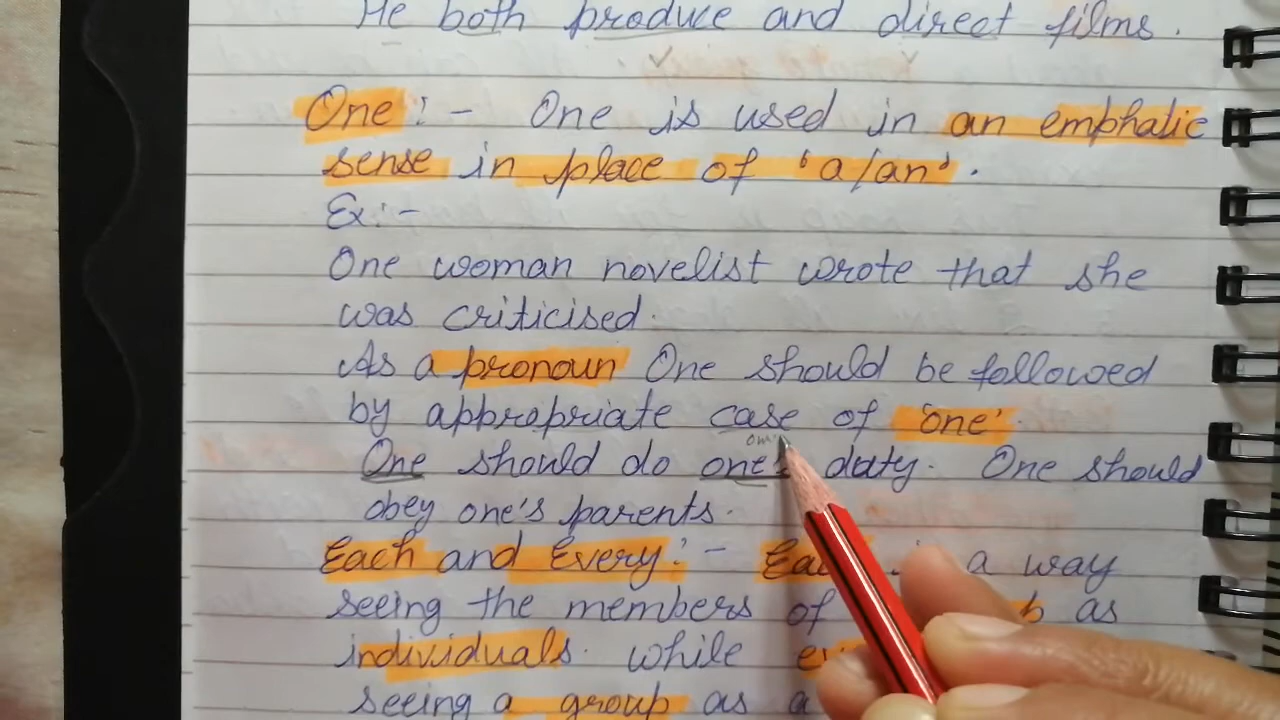 He both produce and direct films.
One:- One is used in an emphatic
sense in place of 'a/an'.
Ex:-
One woman novelist wrote that she
was criticised.
As a pronoun One should be followed
by appropriate case of 'one'.
One should do one's duty. One should
obey one's parents.
Each and Every:- a way
seeing the members of as
individuals. while
seeing a group as a